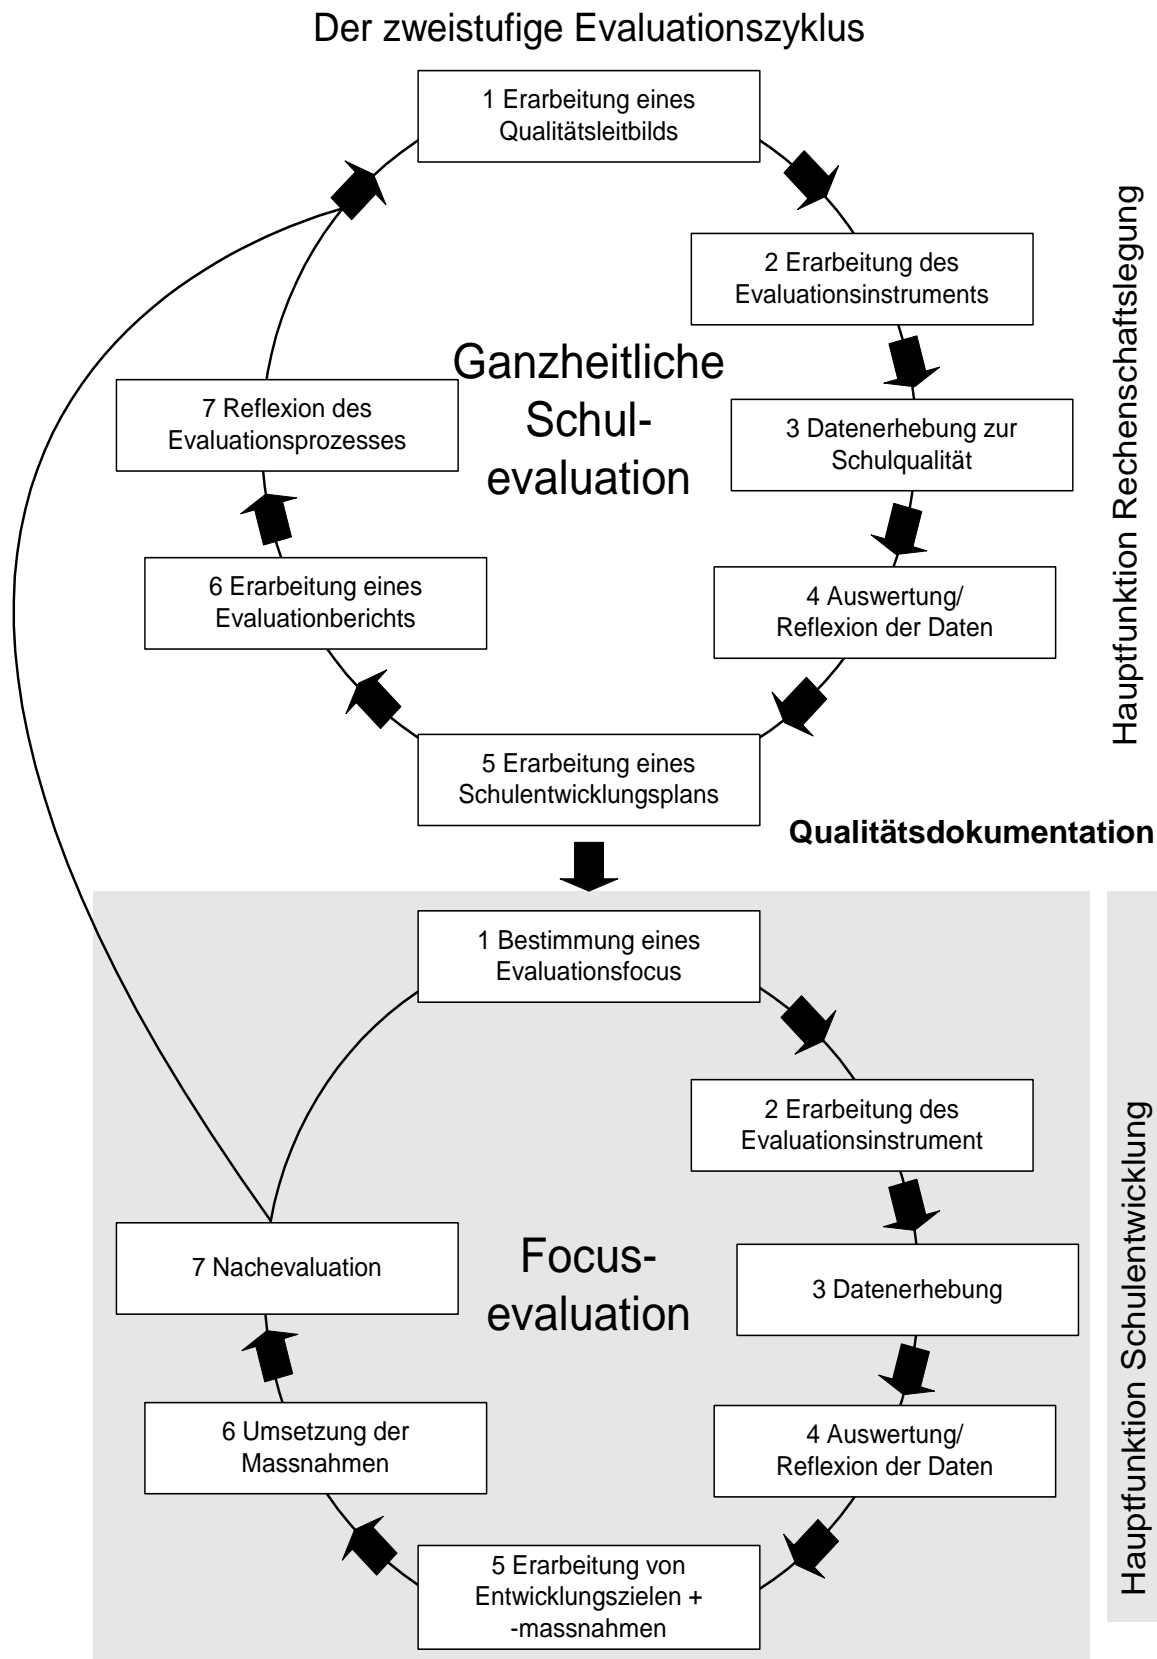 Der zweistufige Evaluationszyklus
1 Erarbeitung eines
Qualitätsleitbilds
2 Erarbeitung des
Evaluationsinstruments
3 Datenerhebung zur
Schulqualität
4 Auswertung/
Reflexion der Daten
5 Erarbeitung eines
Schulentwicklungsplans
6 Erarbeitung eines
Evaluationberichts
7 Reflexion des
Evaluationsprozesses
Ganzheitliche
Schul-
evaluation
Hauptfunktion Rechenschaftslegung
Qualitätsdokumentation
1 Bestimmung eines
Evaluationsfocus
2 Erarbeitung des
Evaluationsinstrument
3 Datenerhebung
4 Auswertung/
Reflexion der Daten
5 Erarbeitung von
Entwicklungszielen +
-massnahmen
6 Umsetzung der
Massnahmen
7 Nachevaluation
Focus-
evaluation
Hauptfunktion Schulentwicklung